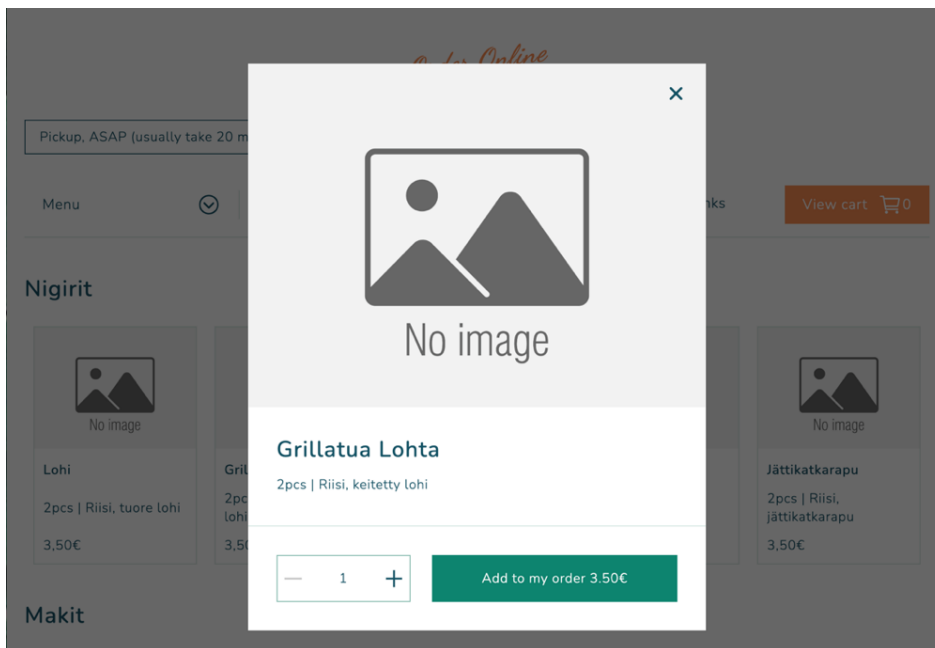 Order Online
Pickup, ASAP (usually take 20 m
Menu
nks
View cart 0
Nigirit
No image
No image
No image
Lohi
2pcs | Riisi, tuore lohi
3,50€
Gril
2pc
lohi
3,50
Grillatua Lohta
2pcs | Riisi, keitetty lohi
1
Add to my order 3.50€
Jättikatkarapu
2pcs | Riisi,
jättikatkarapu
3,50€
Makit